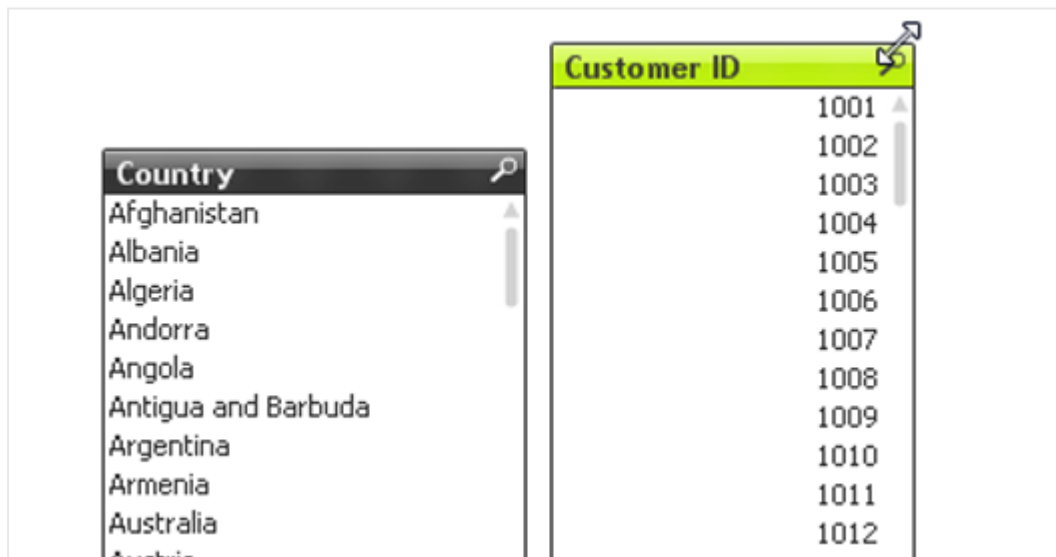 Customer ID
1001
1002
1003
1004
1005
1006
1007
1008
1009
1010
1011
1012
Country
Afghanistan
Albania
Algeria
Andorra
Angola
Antigua and Barbuda
Argentina
Armenia
Australia